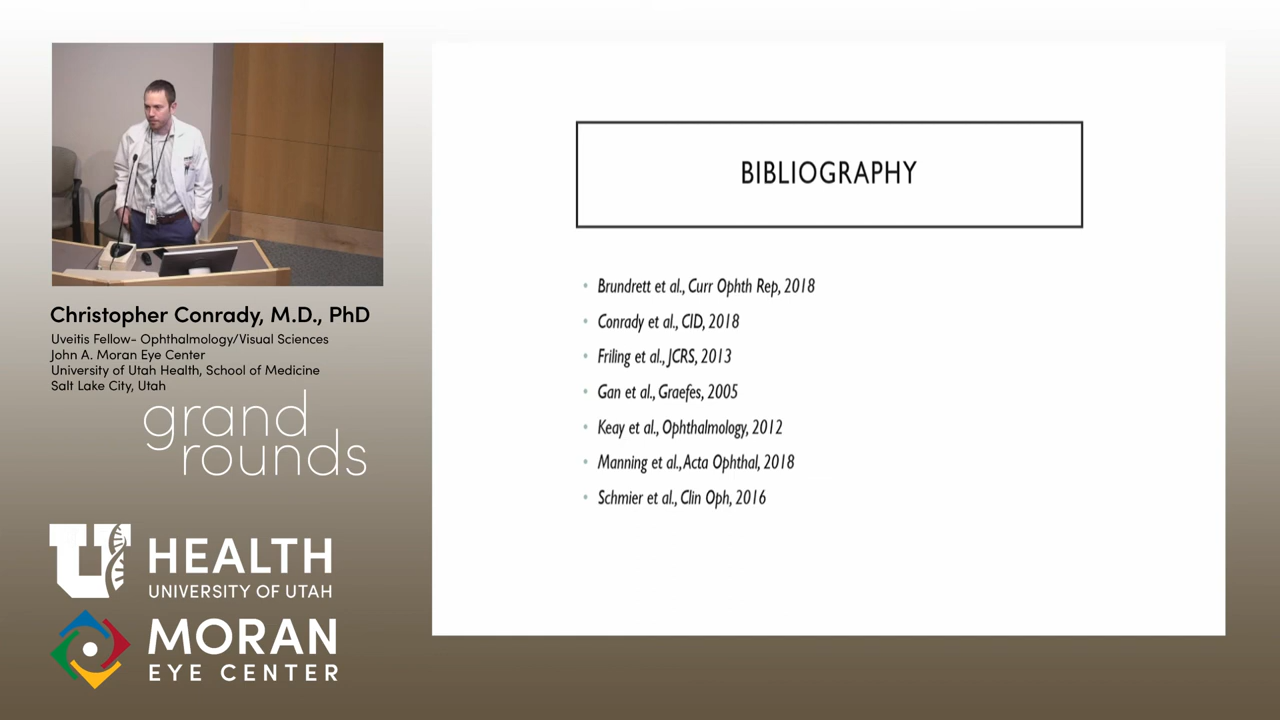 Christopher Conrady, M.D., PhD
Uveitis Fellow- Ophthalmology/Visual Sciences
John A. Moran Eye Center
University of Utah Health, School of Medicine
Salt Lake City, Utah
grand
rounds
U HEALTH
UNIVERSITY OF UTAH
MORAN
EYE CENTER
BIBLIOGRAPHY
• Brundrett et al., Curr Ophth Rep, 2018
• Conrady et al., CID, 2018
• Friling et al., JCRS, 2013
• Gan et al., Graefes, 2005
• Keay et al., Ophthalmology, 2012
• Manning et al., Acta Ophthal, 2018
• Schmier et al., Clin Oph, 2016